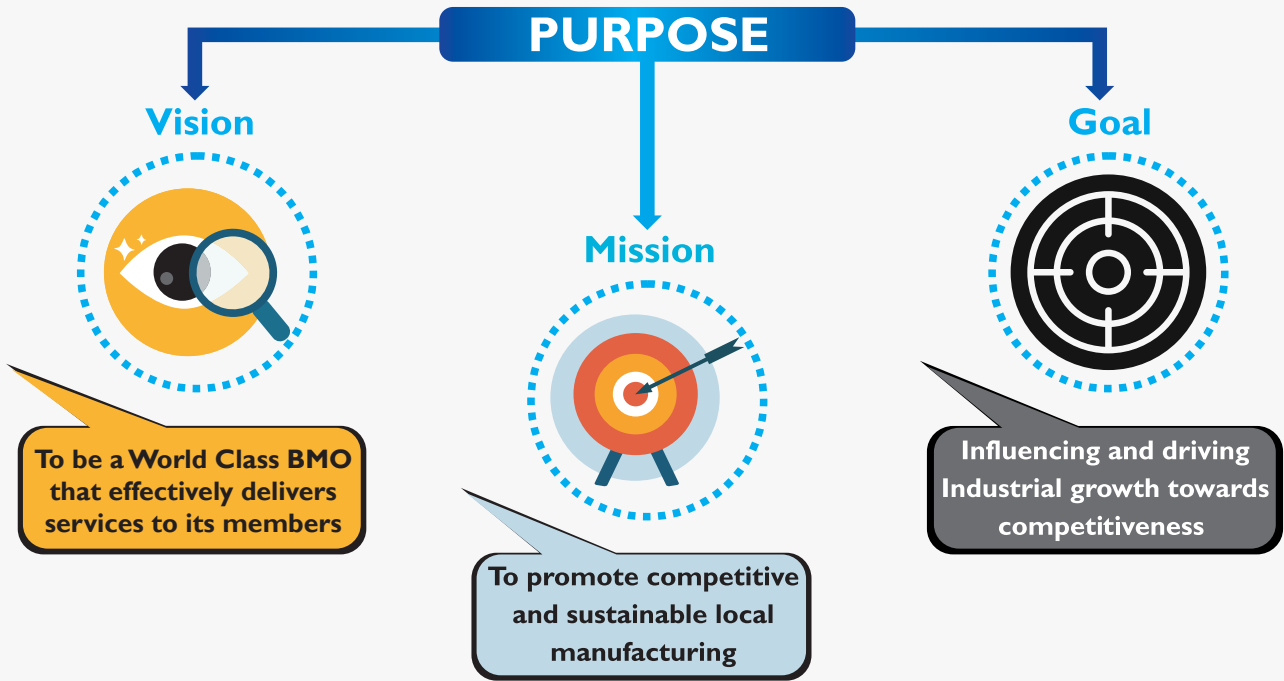 PURPOSE
Vision
To be a World Class BMO
that effectively delivers
services to its members
Mission
To promote competitive
and sustainable local
manufacturing
Goal
Influencing and driving
Industrial growth towards
competitiveness